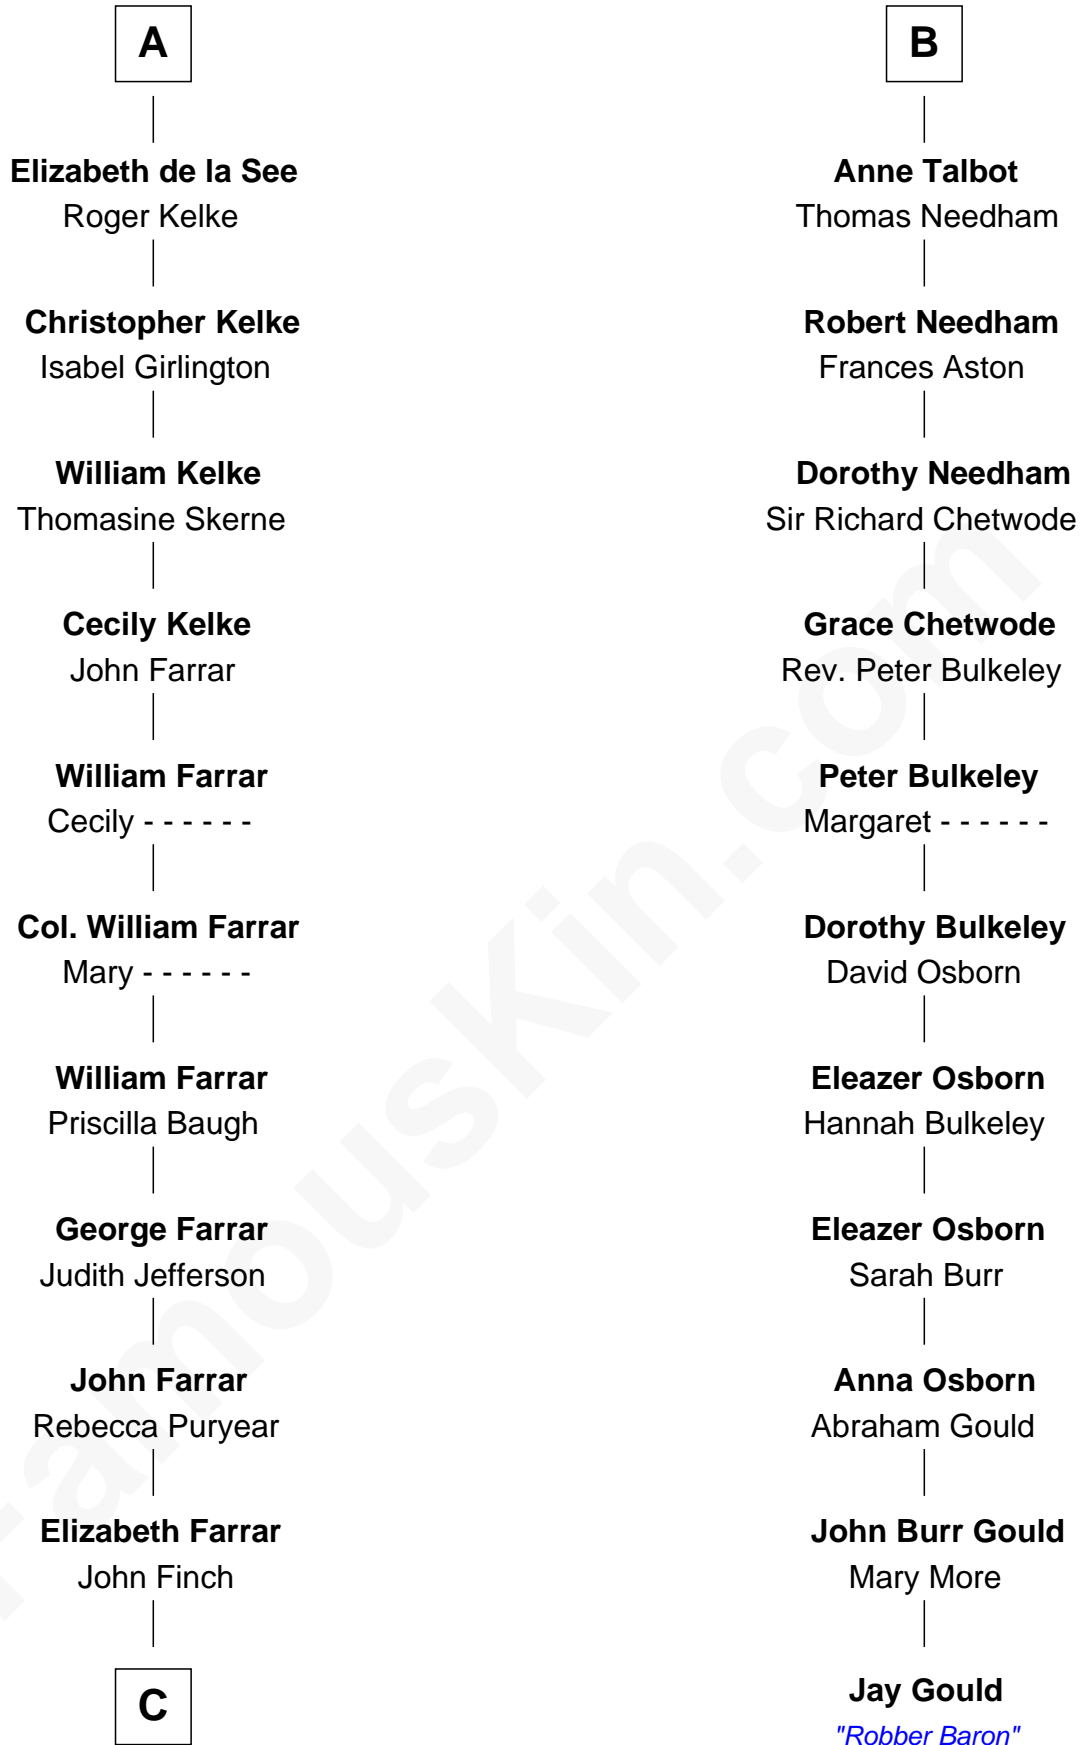 A
Elizabeth de la See
Roger Kelke
Christopher Kelke
Isabel Girlington
William Kelke
Thomasine Skerne
Cecily Kelke
John Farrar
William Farrar
Cecily - - - - - -
Col. William Farrar
Mary - - - - - -
William Farrar
Priscilla Baugh
George Farrar
Judith Jefferson
John Farrar
Rebecca Puryear
Elizabeth Farrar
John Finch
C
B
Anne Talbot
Thomas Needham
Robert Needham
Frances Aston
Dorothy Needham
Sir Richard Chetwode
Grace Chetwode
Rev. Peter Bulkeley
Peter Bulkeley
Margaret - - - - - -
Dorothy Bulkeley
David Osborn
Eleazer Osborn
Hannah Bulkeley
Eleazer Osborn
Sarah Burr
Anna Osborn
Abraham Gould
John Burr Gould
Mary More
Jay Gould
"Robber Baron"
FamousKin.com